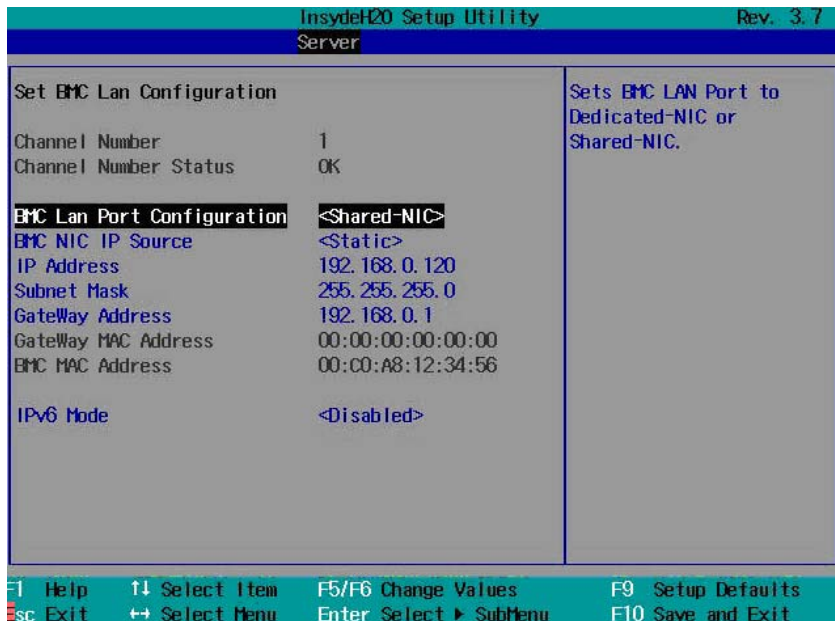 InsydeH2O Setup Utility Rev. 3.7
Server
Set BMC Lan Configuration
Channel Number 1
Channel Number Status OK
BMC Lan Port Configuration <Shared-NIC>
BMC NIC IP Source <Static>
IP Address 192.168.0.120
Subnet Mask 255.255.255.0
GateWay Address 192.168.0.1
GateWay MAC Address 00:00:00:00:00:00
BMC MAC Address 00:C0:A8:12:34:56
IPv6 Mode <Disabled>
Sets BMC LAN Port to
Dedicated-NIC or
Shared-NIC.
F1 Help ↑↓ Select Item F5/F6 Change Values F9 Setup Defaults
Esc Exit ↔ Select Menu Enter Select ▶ SubMenu F10 Save and Exit